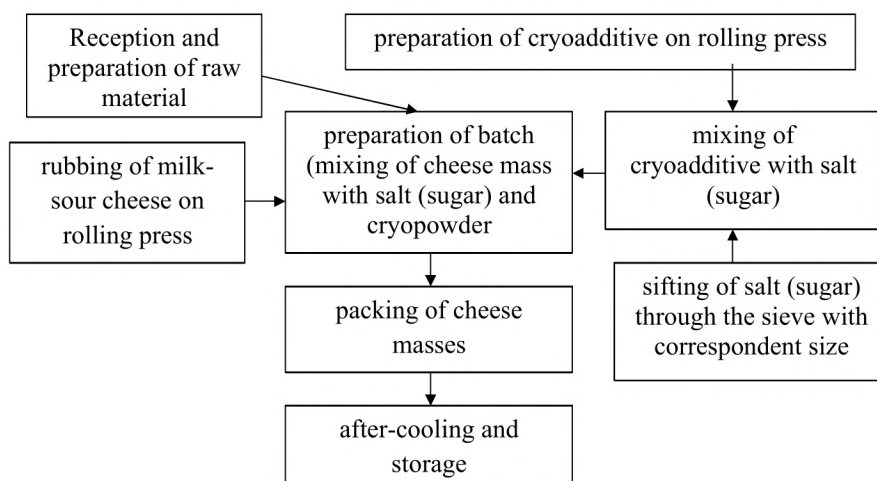 Reception and
preparation of raw
material
preparation of cryoadditive on rolling press
rubbing of milk-
sour cheese on
rolling press
preparation of batch
(mixing of cheese mass
with salt (sugar) and
cryopowder
mixing of
cryoadditive with salt
(sugar)
packing of cheese
masses
sifting of salt (sugar)
through the sieve with
correspondent size
after-cooling and
storage